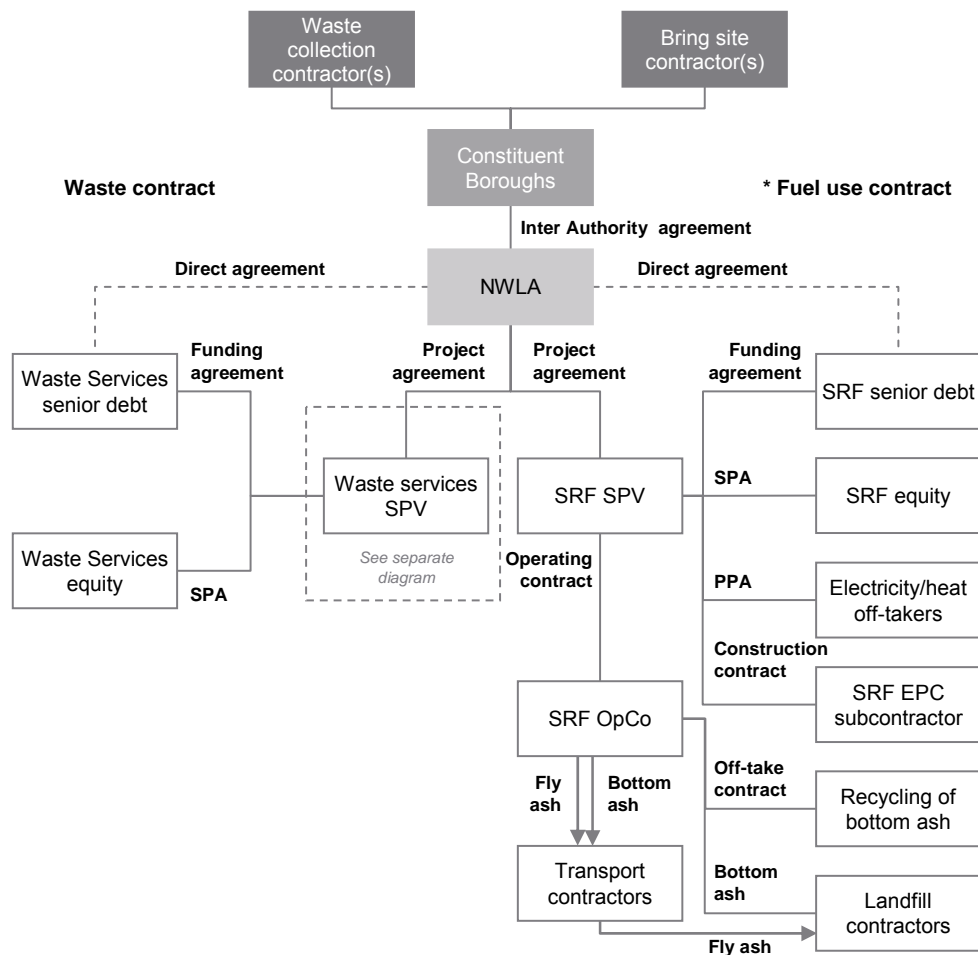 Waste
collection
contractor(s)
Bring site
contractor(s)
Constituent
Boroughs
Waste contract
* Fuel use contract
Inter Authority agreement
Direct agreement
NWLA
Direct agreement
Funding
agreement
Project
agreement
Project
agreement
Funding
agreement
Waste Services
senior debt
SRF senior debt
Waste services
SPV
SRF SPV
SPA
SRF equity
See separate
diagram
Waste Services
equity
SPA
Operating
contract
PPA
Electricity/heat
off-takers
Construction
contract
SRF EPC
subcontractor
SRF OpCo
Fly
ash
Bottom
ash
Off-take
contract
Recycling of
bottom ash
Transport
contractors
Bottom
ash
Landfill
contractors
Fly ash